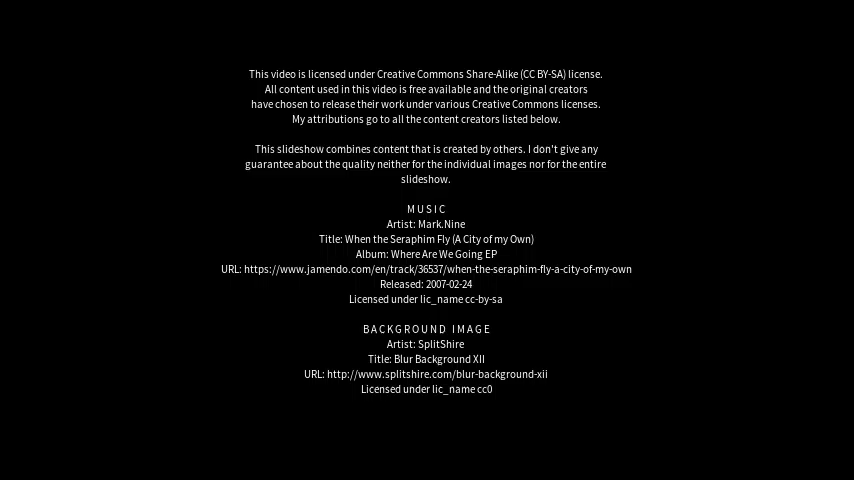 This video is licensed under Creative Commons Share-Alike (CC BY-SA) license.
All content used in this video is free available and the original creators
have chosen to release their work under various Creative Commons licenses.
My attributions go to all the content creators listed below.
This slideshow combines content that is created by others. I don't give any
guarantee about the quality neither for the individual images nor for the entire
slideshow.
MUSIC
Artist: Mark.Nine
Title: When the Seraphim Fly (A City of my Own)
Album: Where Are We Going EP
URL: https://www.jamendo.com/en/track/36537/when-the-seraphim-fly-a-city-of-my-own
Released: 2007-02-24
Licensed under lic_name cc-by-sa
BACKGROUND IMAGE
Artist: SplitShire
Title: Blur Background XII
URL: http://www.splitshire.com/blur-background-xii
Licensed under lic_name cc0